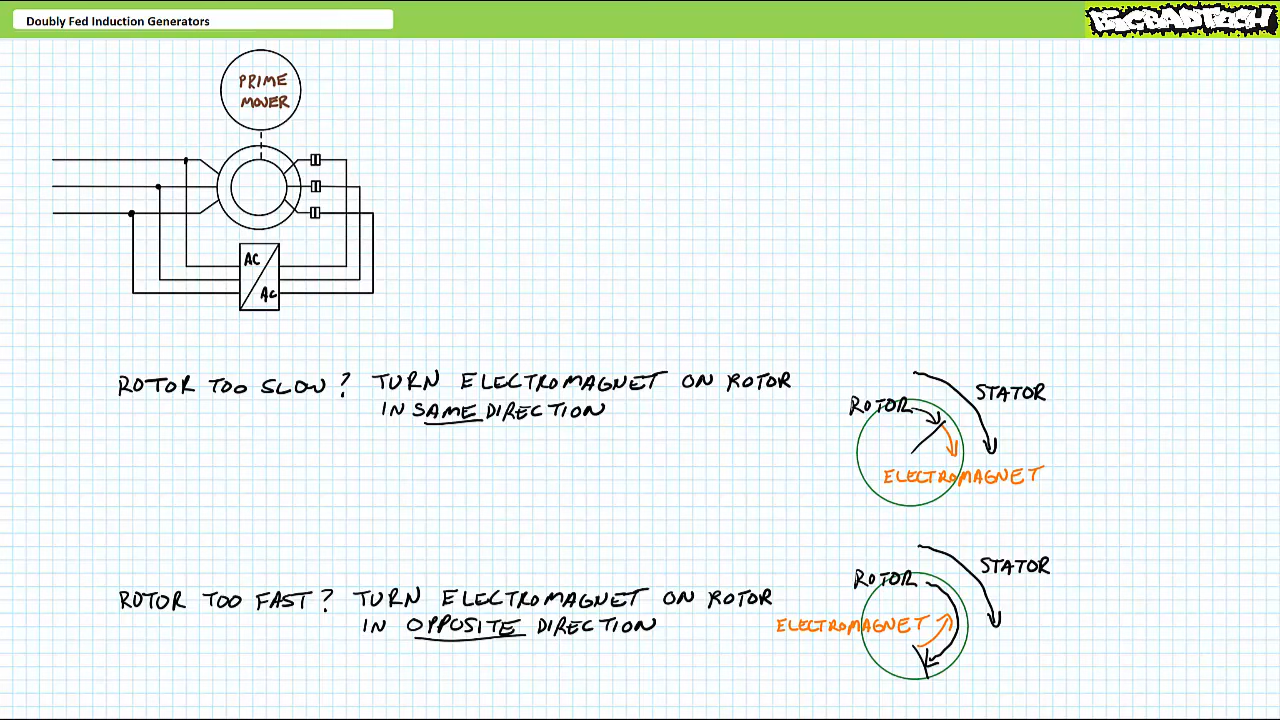 Doubly Fed Induction Generators
BIGBADTECH
PRIME
MOVER
AC
AC
ROTOR TOO SLOW? TURN ELECTROMAGNET ON ROTOR
IN SAME DIRECTION
STATOR
ROTOR
ELECTROMAGNET
ROTOR TOO FAST? TURN ELECTROMAGNET ON ROTOR
IN OPPOSITE DIRECTION
STATOR
ROTOR
ELECTROMAGNET